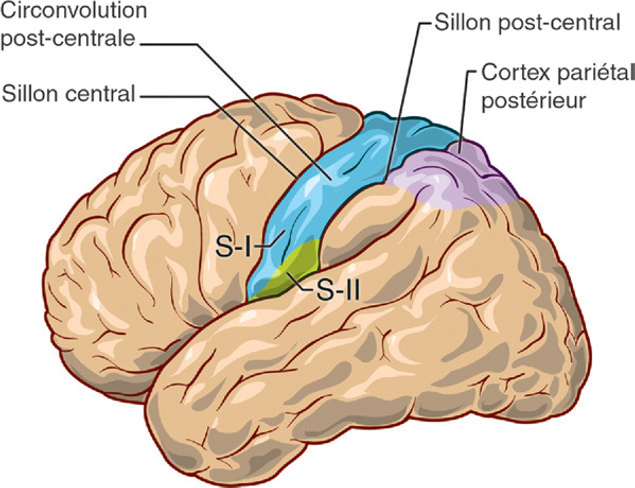 Circonvolution
post-centrale
Sillon central
Sillon post-central
Cortex pariétal
postérieur
S-I
S-II